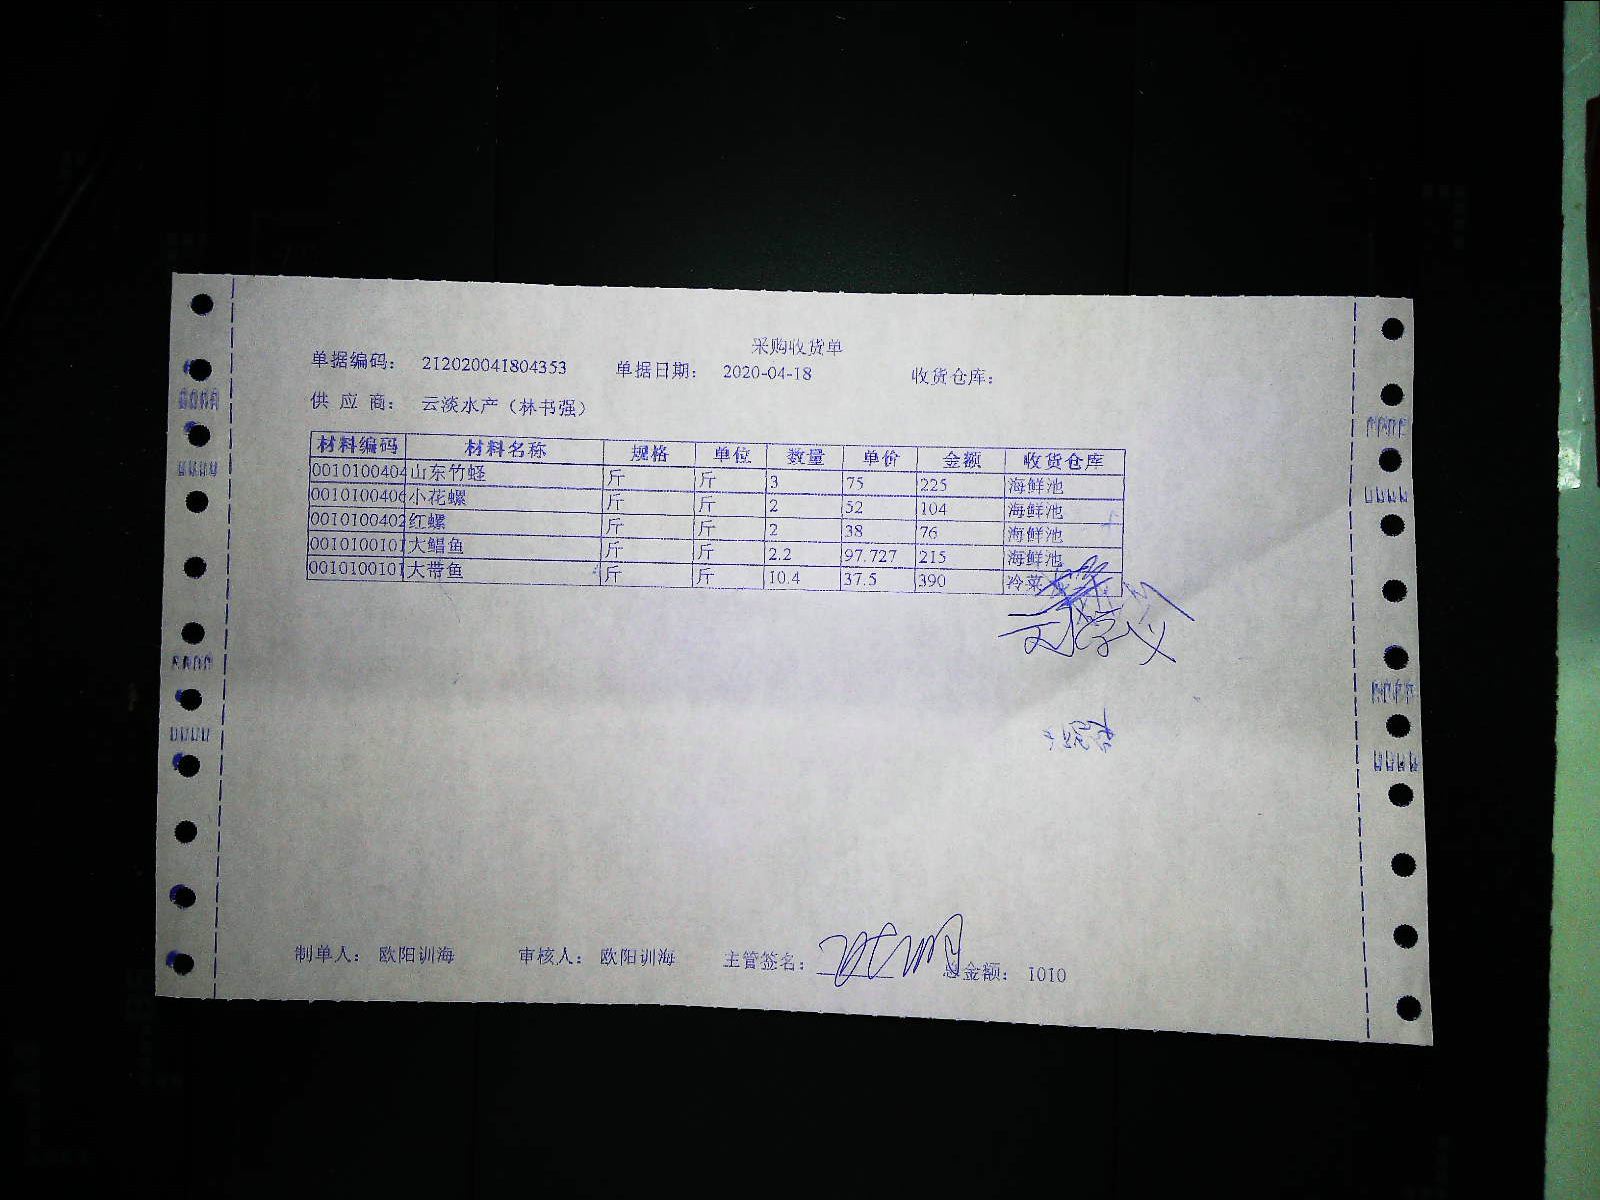 采购收货单
单据编码： 212020041804353 单据日期： 2020-04-18 收货仓库：
供 应 商： 云淡水产（林书强）
材料编码 材料名称 规格 单位 数量 单价 金额 收货仓库
0010100404 山东竹蛏 斤 斤 3 75 225 海鲜池
0010100406 小花螺 斤 斤 2 52 104 海鲜池
0010100402 红螺 斤 斤 2 38 76 海鲜池
0010100101 大鲳鱼 斤 斤 2.2 97.727 215 海鲜池
0010100101 大带鱼 斤 斤 10.4 37.5 390 冷菜
制单人： 欧阳训海 审核人： 欧阳训海 主管签名： 总金额： 1010